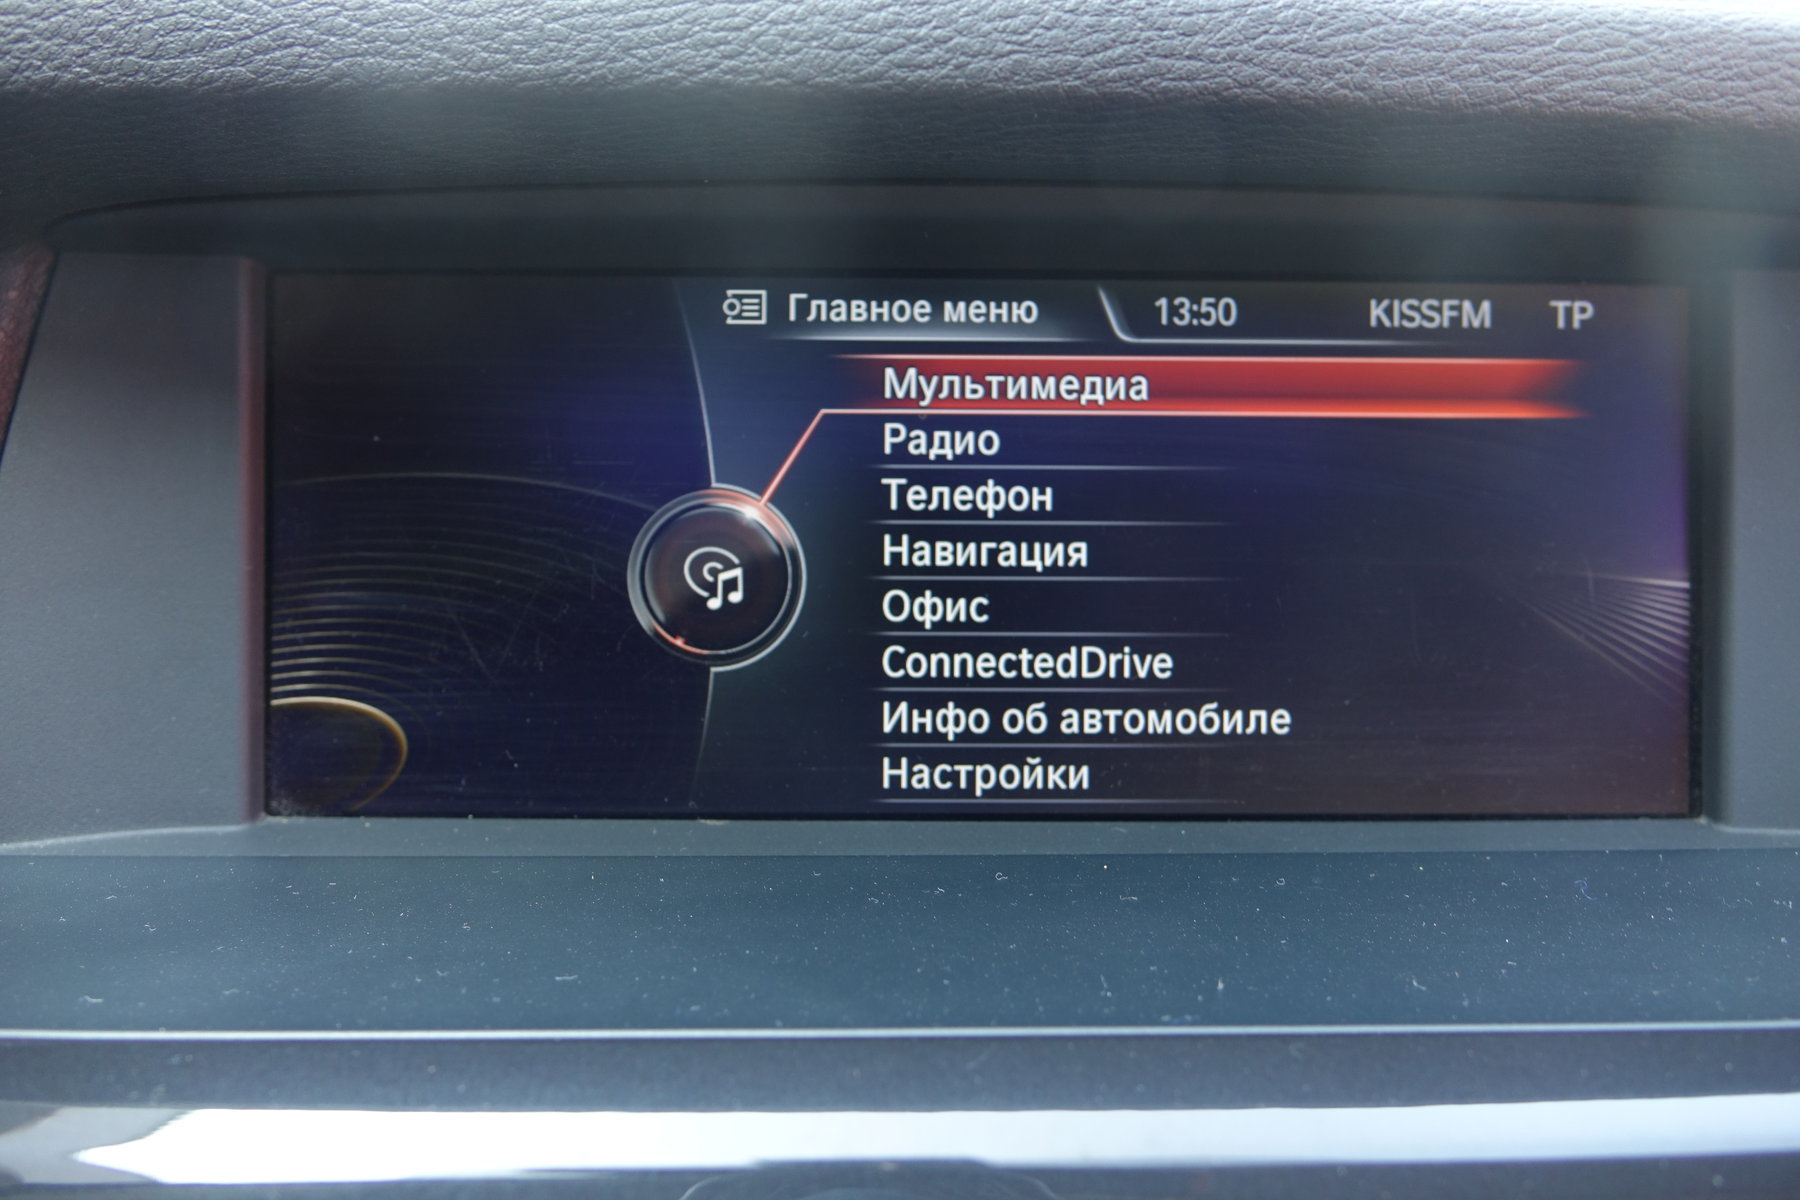 Главное меню 13:50 KISSFM TP
Мультимедиа
Радио
Телефон
Навигация
Офис
ConnectedDrive
Инфо об автомобиле
Настройки